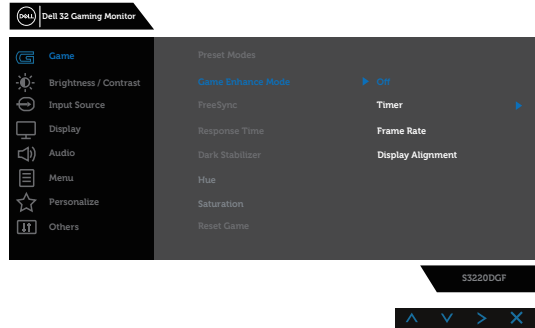 DELL Dell 32 Gaming Monitor
Game
Brightness / Contrast
Input Source
Display
Audio
Menu
Personalize
Others
Preset Modes
Game Enhance Mode
FreeSync
Response Time
Dark Stabilizer
Hue
Saturation
Reset Game
Off
Timer
Frame Rate
Display Alignment
S3220DGF